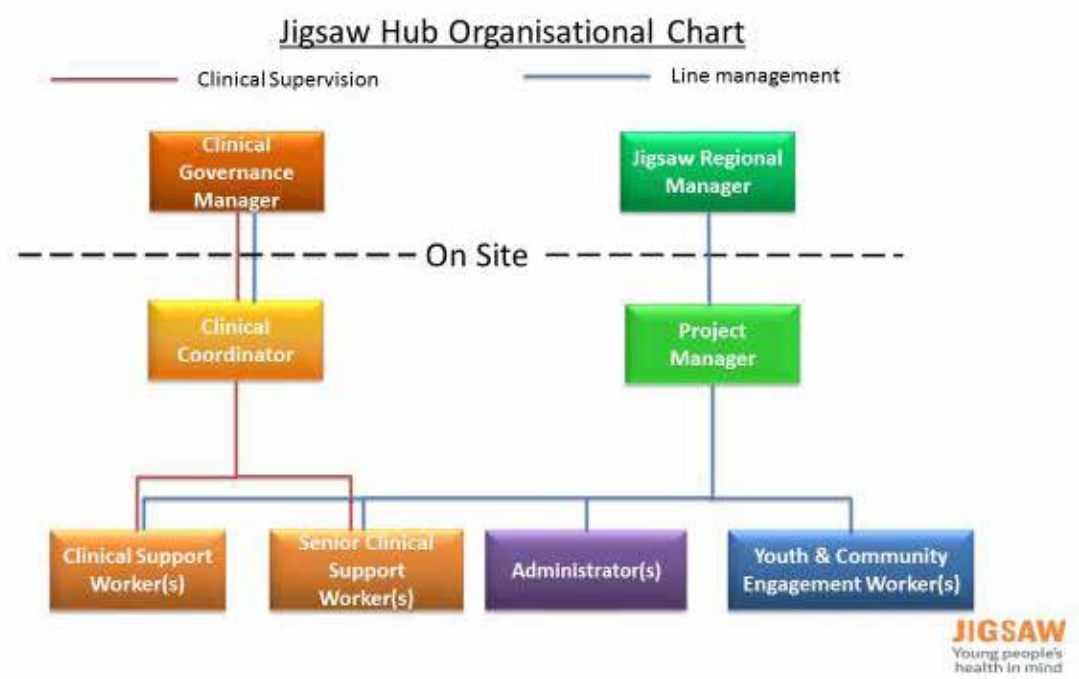 Jigsaw Hub Organisational Chart
Clinical Supervision
Line management
Clinical
Governance
Manager
Jigsaw Regional
Manager
On Site
Clinical
Coordinator
Project
Manager
Clinical Support
Worker(s)
Senior Clinical
Support
Worker(s)
Administrator(s)
Youth & Community
Engagement Worker(s)
JIGSAW
Young people's
health in mind